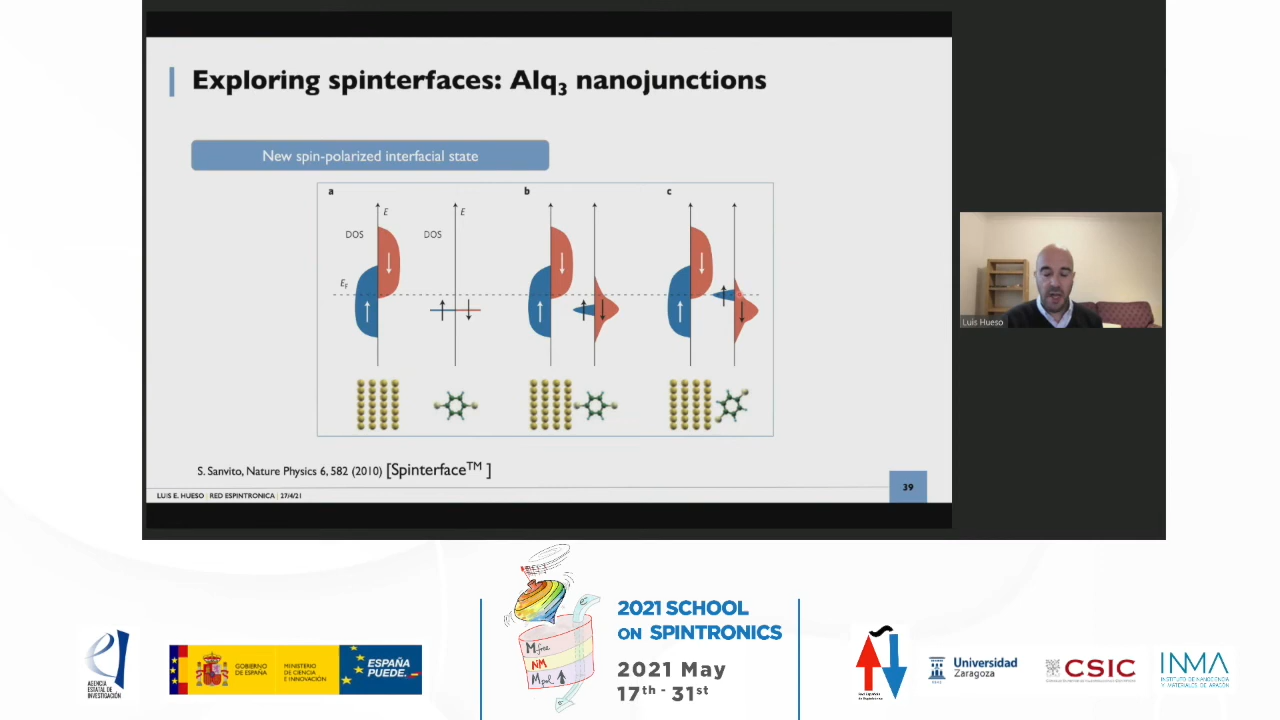 Exploring spinterfaces: Alq3 nanojunctions
New spin-polarized interfacial state
a b c
E E
DOS DOS
EF
S. Sanvito, Nature Physics 6, 582 (2010) [Spinterface™ ]
LUIS E. HUESO | RED ESPINTRONICA | 27/4/21
39
Luis Hueso
2021 SCHOOL
ON SPINTRONICS
2021 May
17th - 31st
Mfree
NM
AGENCIA
ESTATAL DE
INVESTIGACIÓN
GOBIERNO
DE ESPAÑA
MINISTERIO
DE CIENCIA
E INNOVACIÓN
ESPAÑA
PUEDE.
Universidad
Zaragoza
CSIC
INMA
INSTITUTO DE NANOCIENCIA
Y MATERIALES DE ARAGÓN